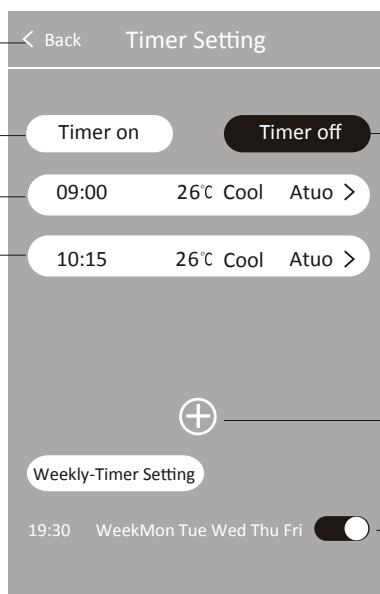 Back Timer Setting
Timer on Timer off
09:00 26℃ Cool Atuo
10:15 26℃ Cool Atuo
Weekly-Timer Setting
19:30 WeekMon Tue Wed Thu Fri